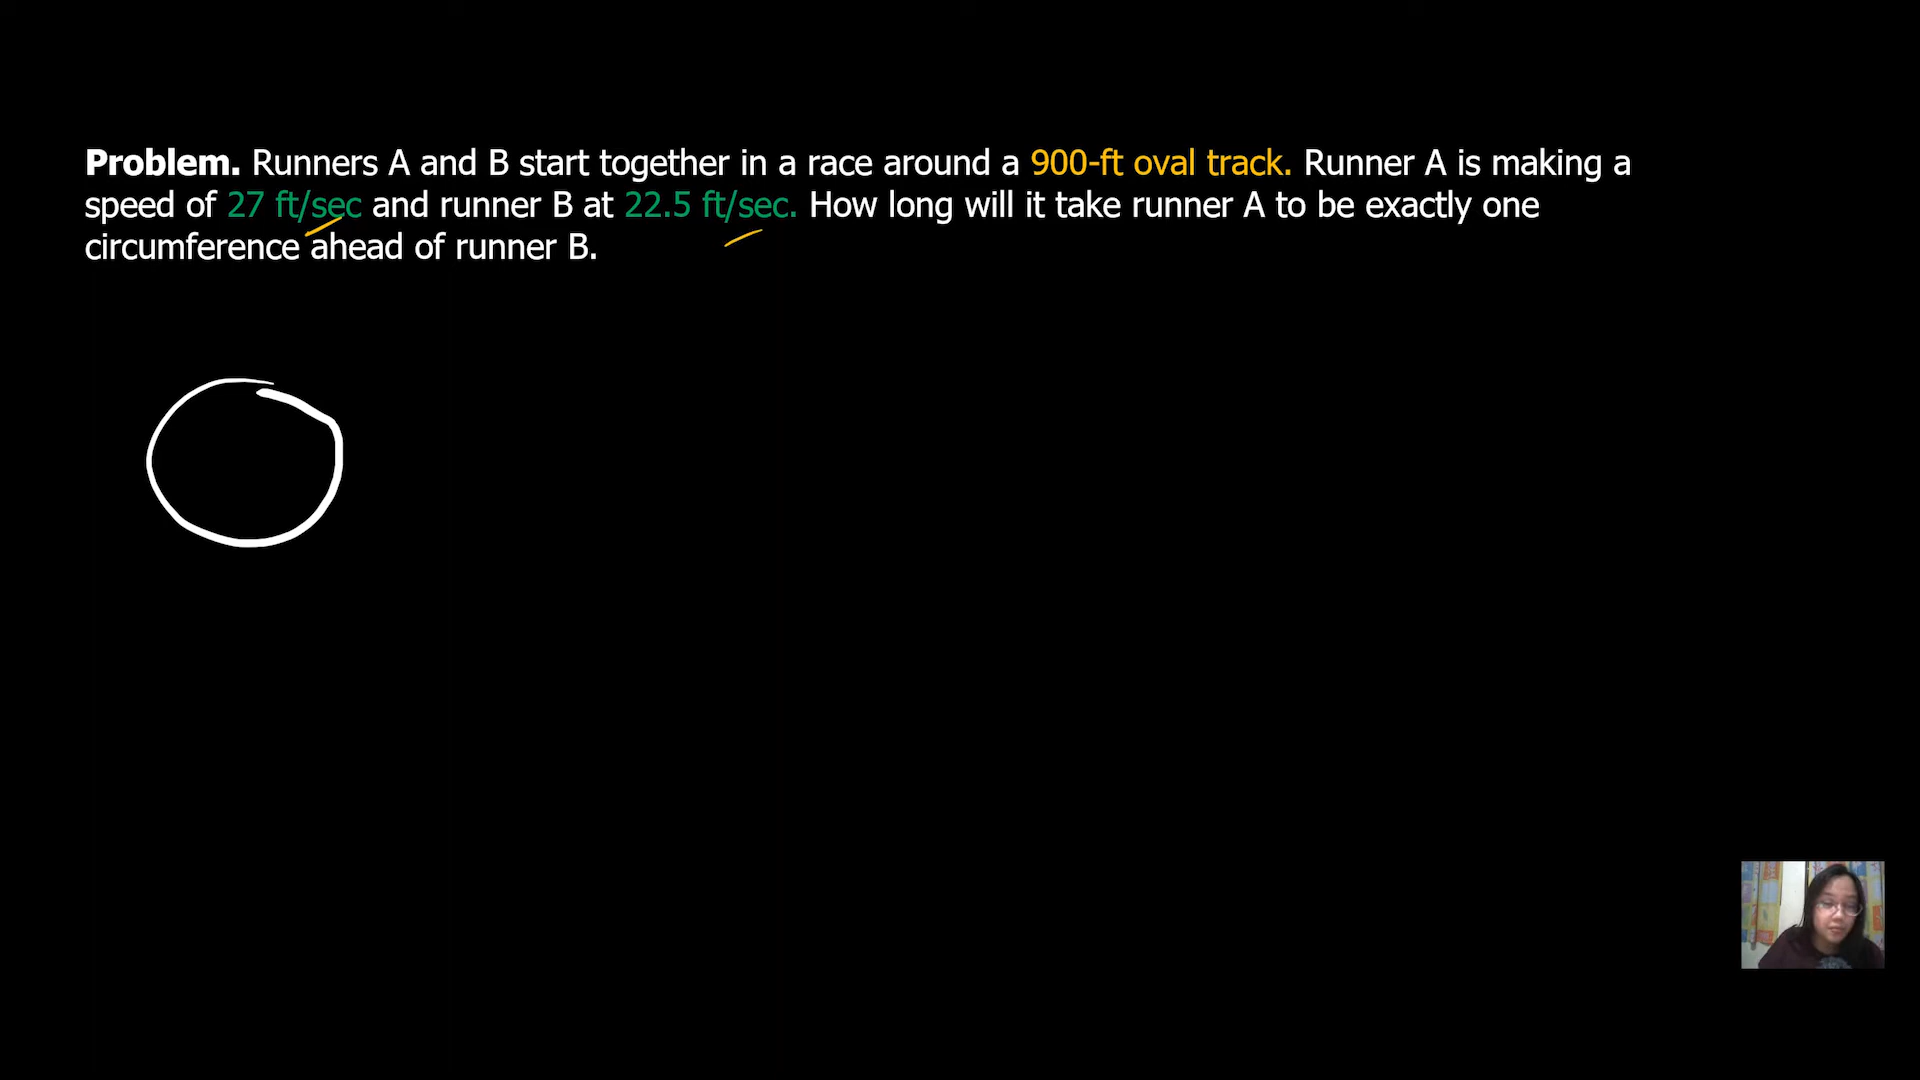 Problem. Runners A and B start together in a race around a 900-ft oval track. Runner A is making a
speed of 27 ft/sec and runner B at 22.5 ft/sec. How long will it take runner A to be exactly one
circumference ahead of runner B.